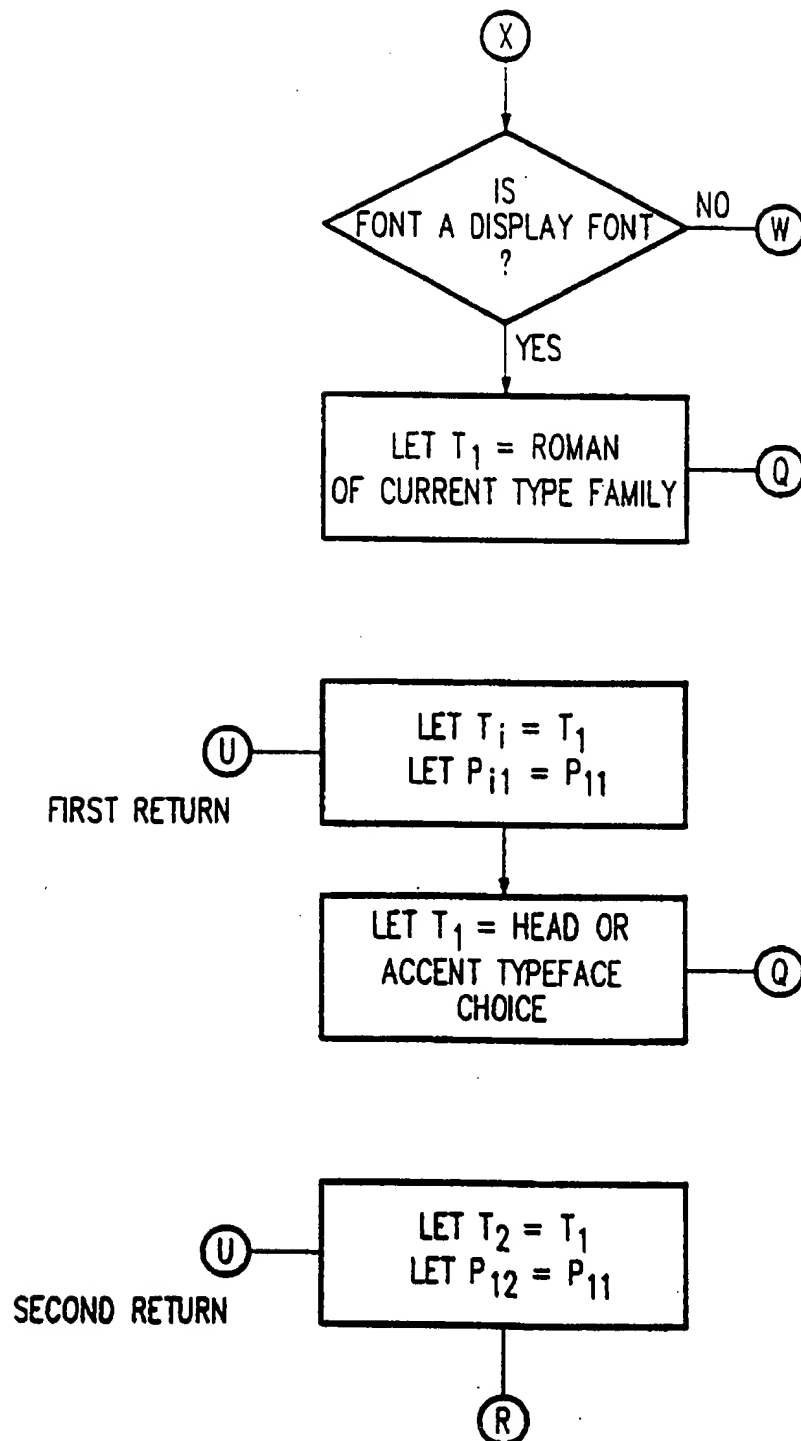 X
IS
FONT A DISPLAY FONT
?
NO
W
YES
LET T1 = ROMAN
OF CURRENT TYPE FAMILY
Q
U
FIRST RETURN
LET Ti = T1
LET Pi1 = P11
LET T1 = HEAD OR
ACCENT TYPEFACE
CHOICE
Q
U
SECOND RETURN
LET T2 = T1
LET P12 = P11
R